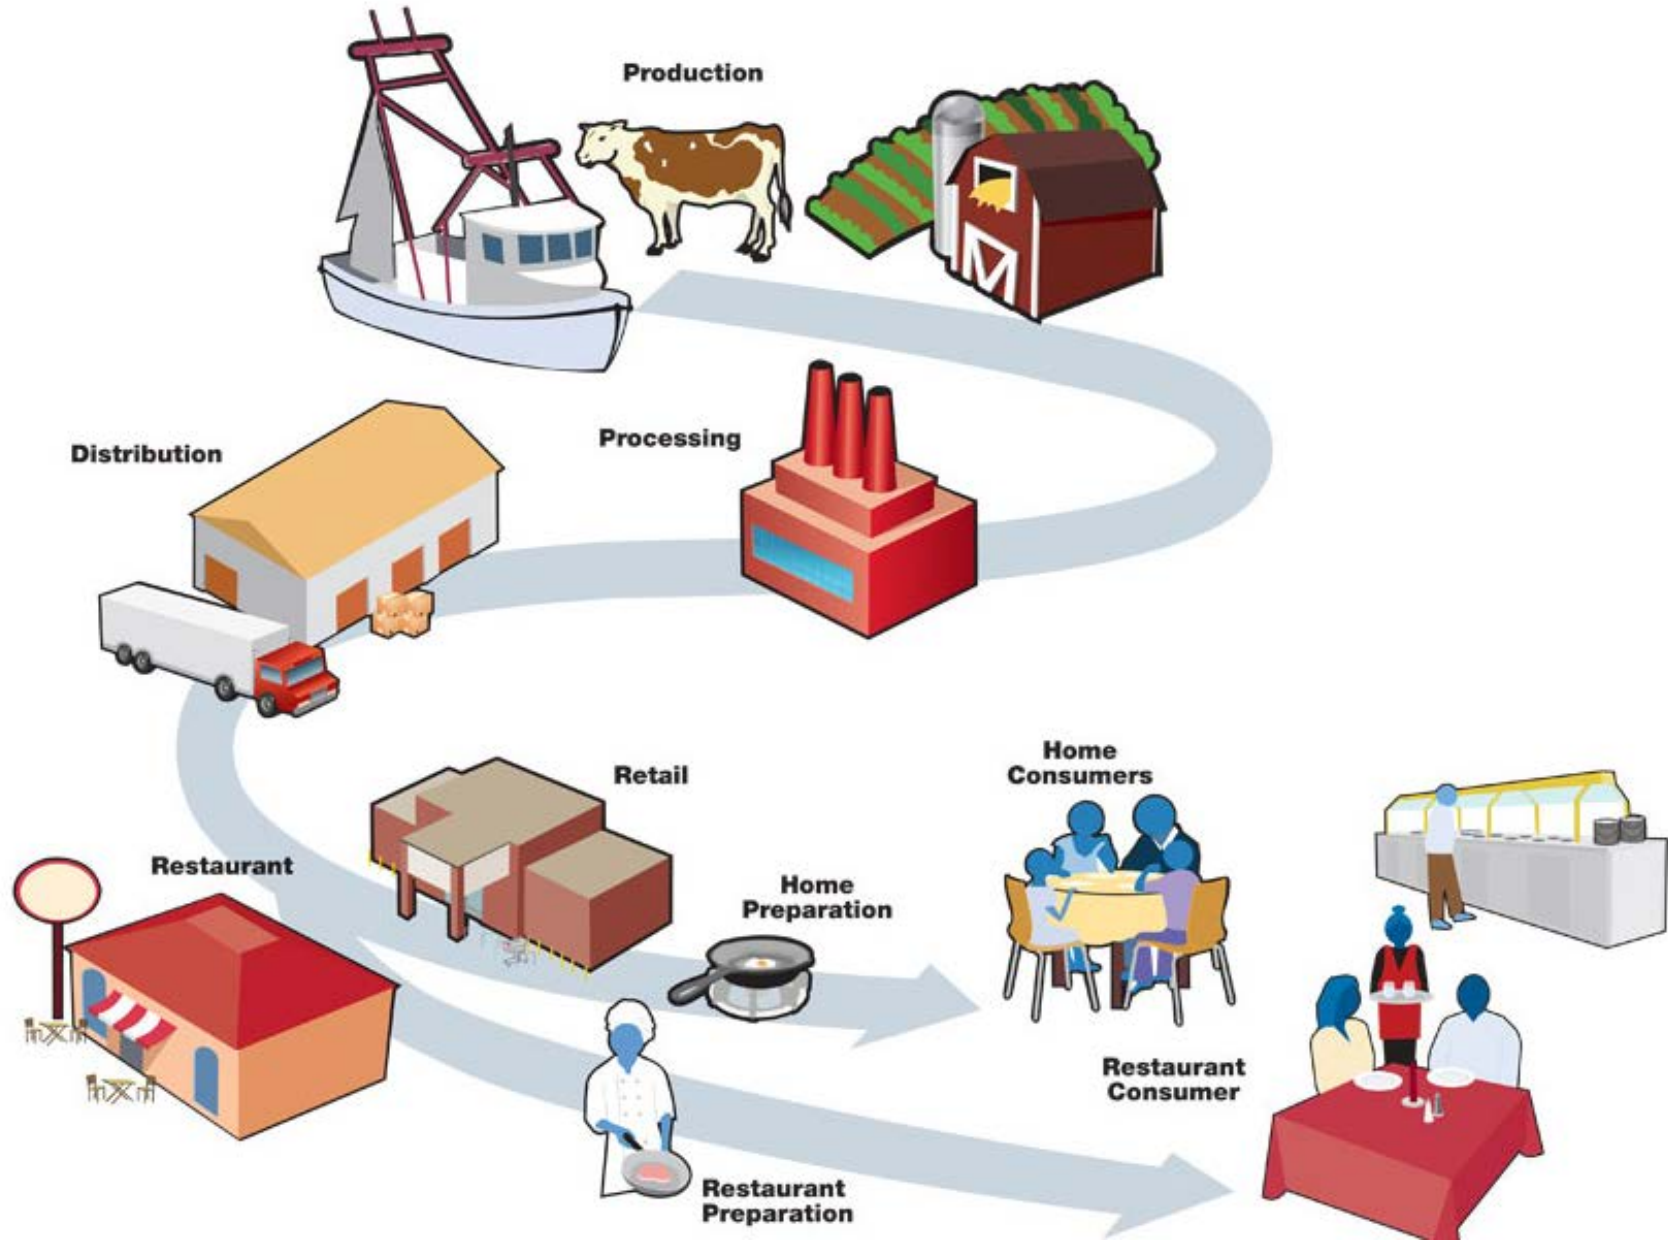 Production
Processing
Distribution
Retail
Home
Consumers
Restaurant
Home
Preparation
Restaurant
Consumer
Restaurant
Preparation